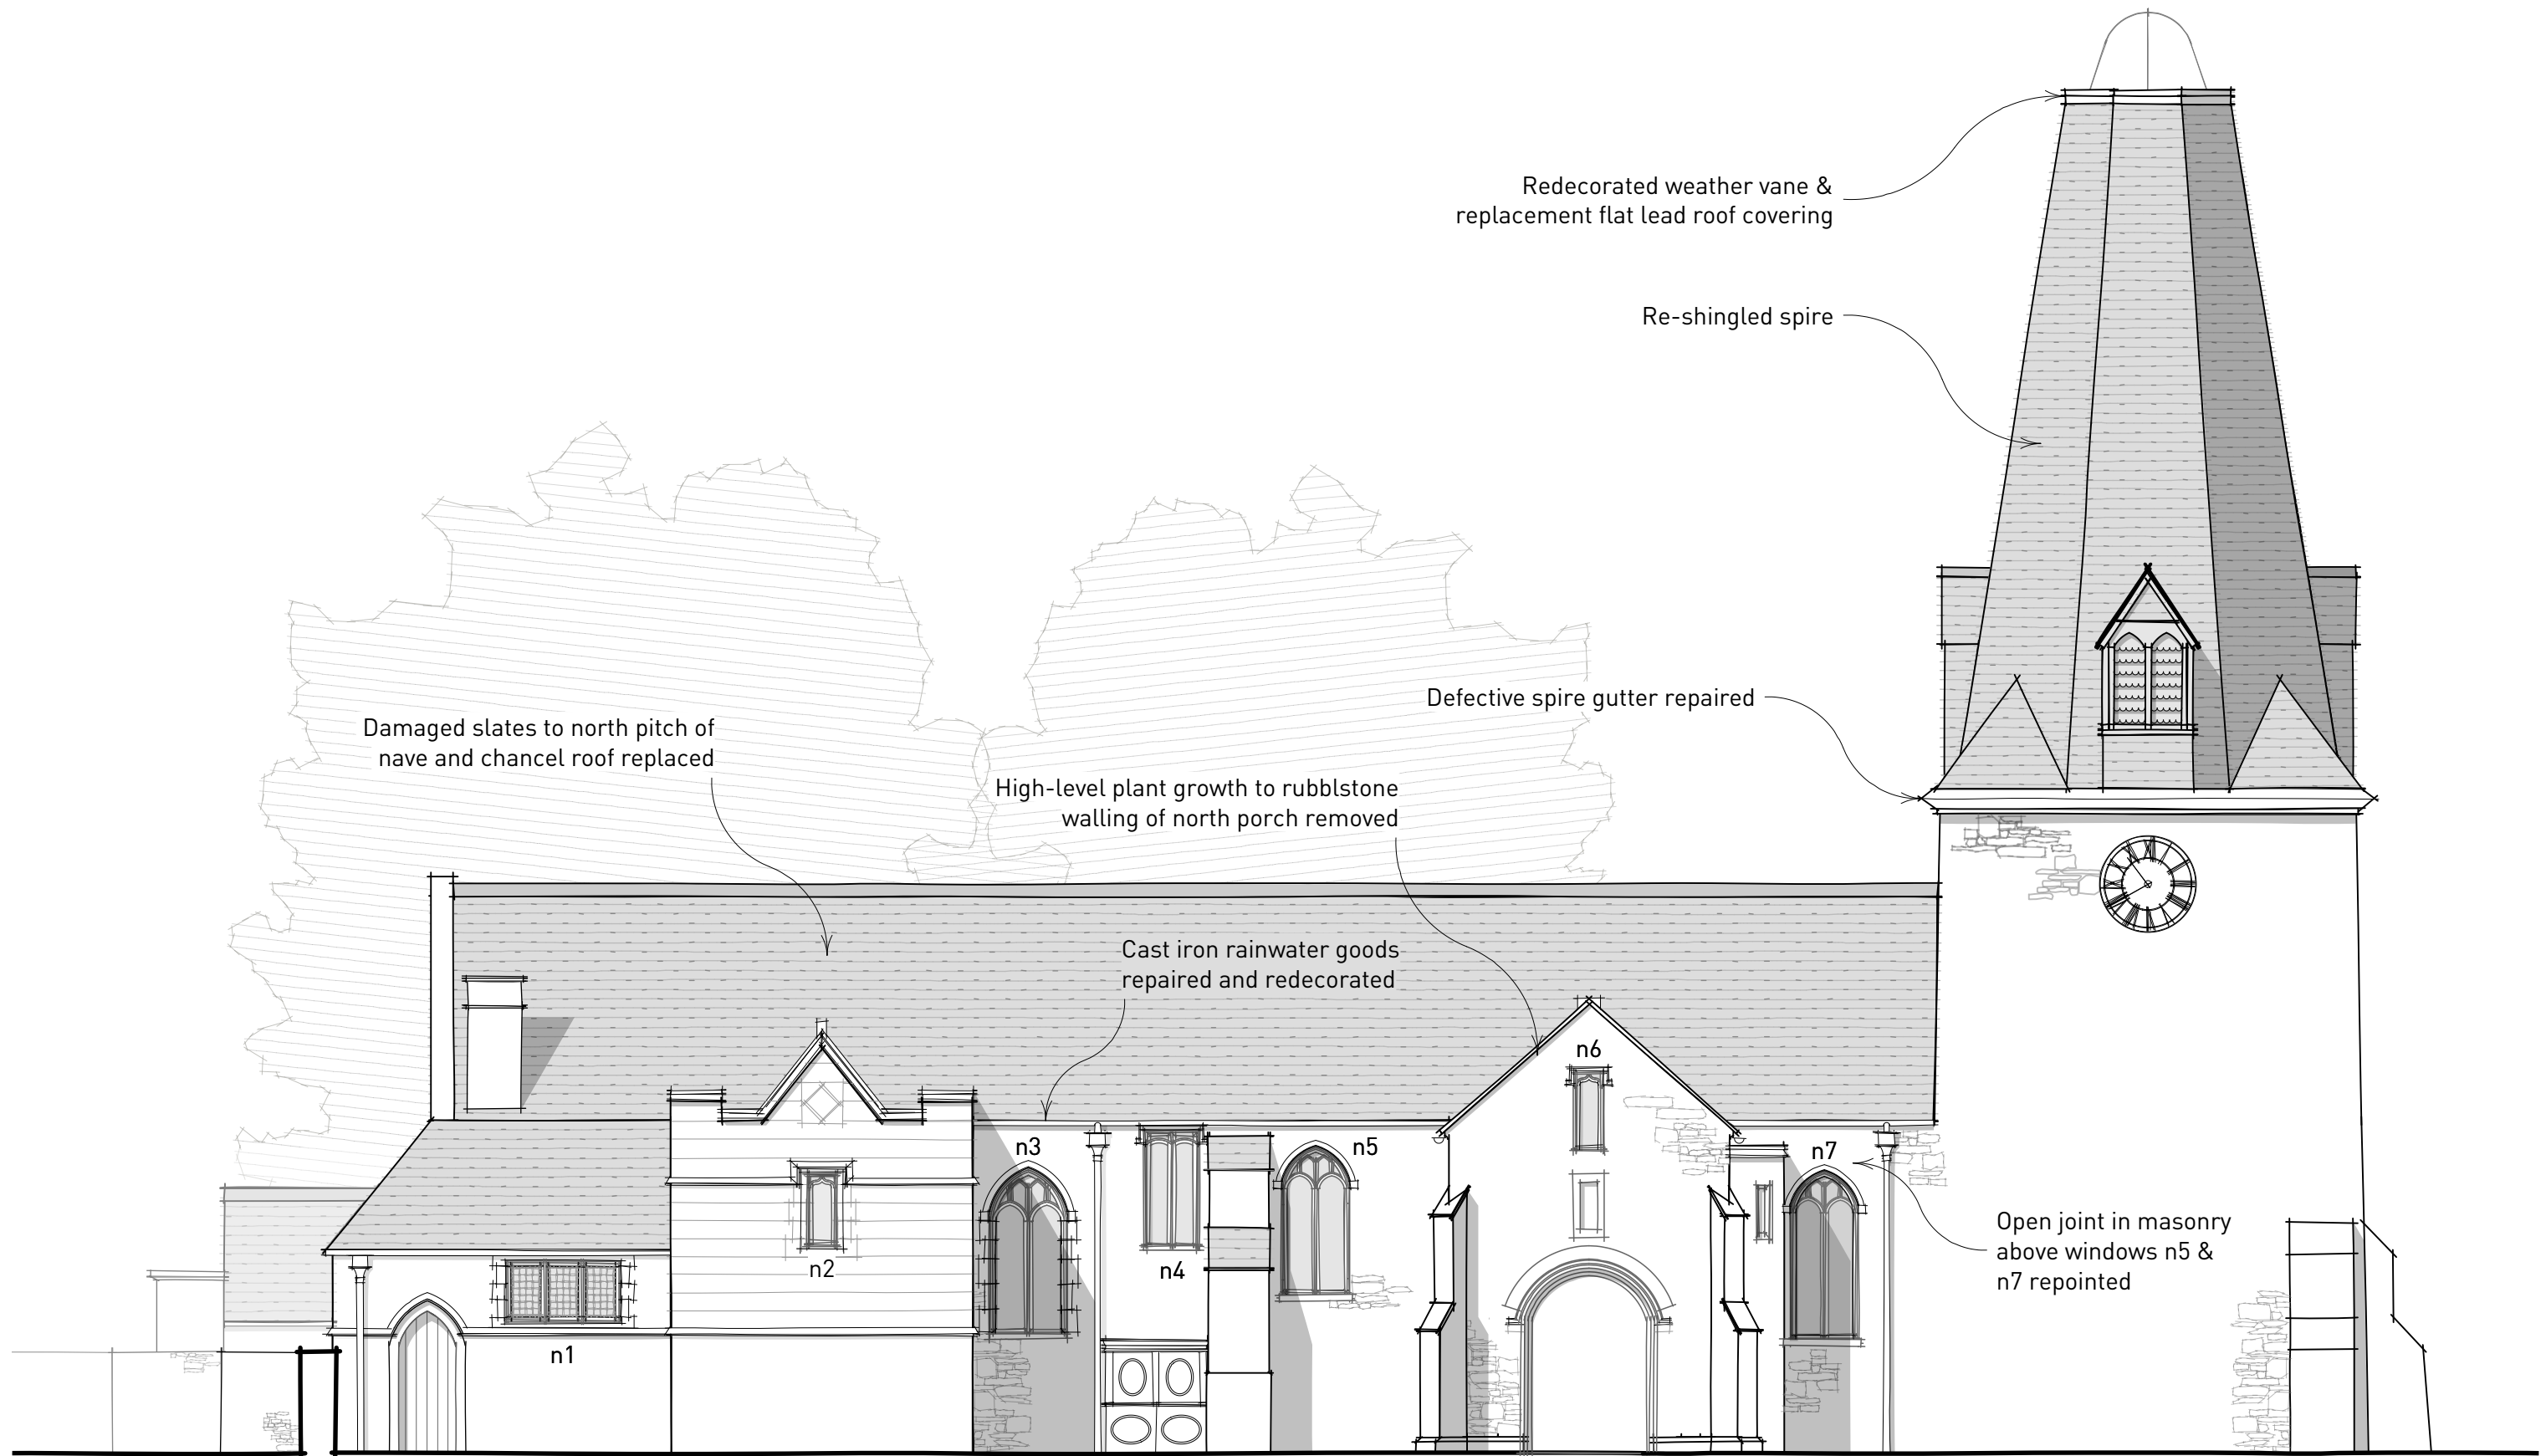 Redecorated weather vane &
replacement flat lead roof covering
Re-shingled spire
Defective spire gutter repaired
Damaged slates to north pitch of
nave and chancel roof replaced
High-level plant growth to rubblstone
walling of north porch removed
Cast iron rainwater goods
repaired and redecorated
n6
n3
n5
n7
Open joint in masonry
above windows n5 &
n7 repointed
n2
n4
n1